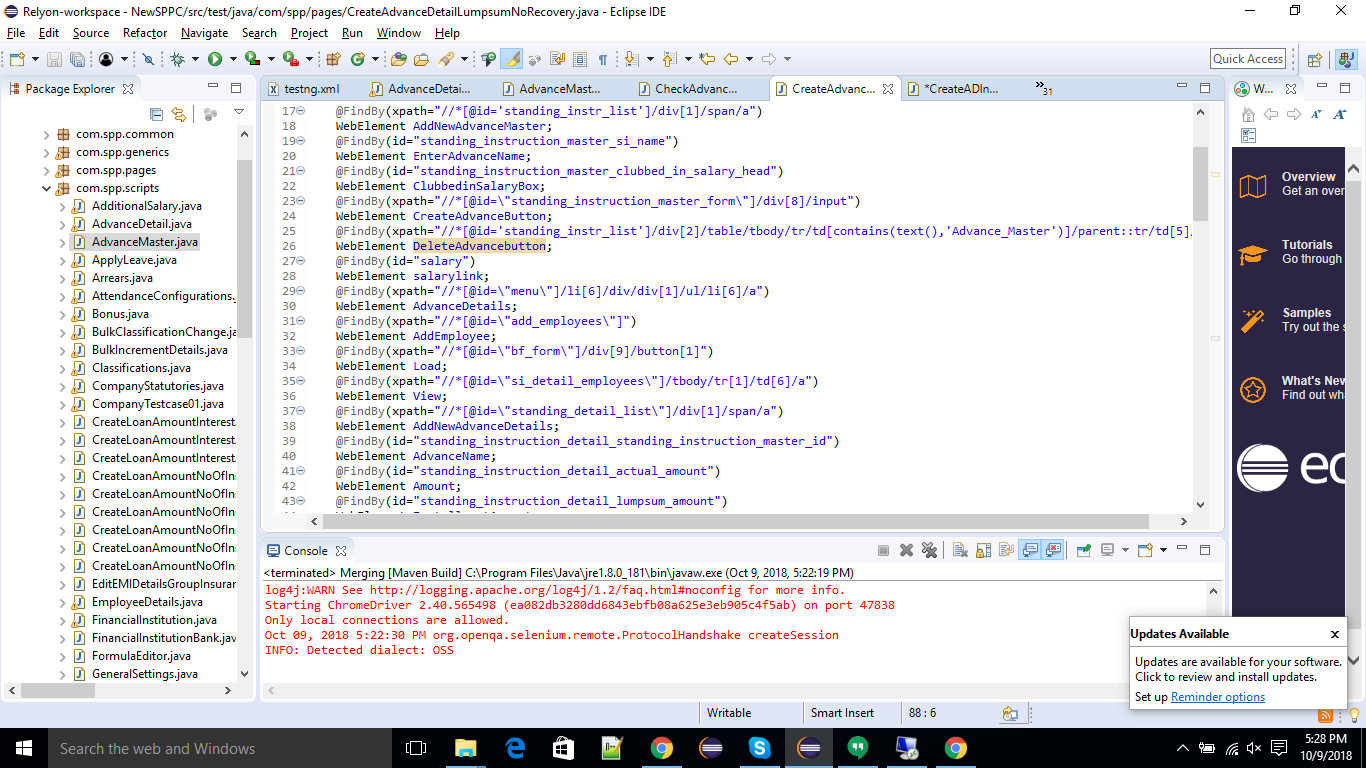 Relyon-workspace - NewSPPC/src/test/java/com/spp/pages/CreateAdvanceDetailLumpsumNoRecovery.java - Eclipse IDE
File Edit Source Refactor Navigate Search Project Run Window Help
Quick Access
Package Explorer
testng.xml
AdvanceDetai...
AdvanceMast...
CheckAdvanc...
CreateAdvanc...
*CreateADIn...
31
W...
com.spp.common
com.spp.generics
com.spp.pages
com.spp.scripts
AdditionalSalary.java
AdvanceDetail.java
AdvanceMaster.java
ApplyLeave.java
Arrears.java
AttendanceConfigurations.
Bonus.java
BulkClassificationChange.ja
BulkIncrementDetails.java
Classifications.java
CompanyStatutories.java
CompanyTestcase01.java
CreateLoanAmountInterest
CreateLoanAmountInterest
CreateLoanAmountInterest
CreateLoanAmountNoOfIn
CreateLoanAmountNoOfIn
CreateLoanAmountNoOfIn
CreateLoanAmountNoOfIn
CreateLoanAmountNoOfIn
CreateLoanAmountNoOfIn
EditEMIDetailsGroupInsurar
EmployeeDetails.java
FinancialInstitution.java
FinancialInstitutionBank.jav
FormulaEditor.java
GeneralSettings.java
17 @FindBy(xpath="//*[@id='standing_instr_list']/div[1]/span/a")
18 WebElement AddNewAdvanceMaster;
19 @FindBy(id="standing_instruction_master_si_name")
20 WebElement EnterAdvanceName;
21 @FindBy(id="standing_instruction_master_clubbed_in_salary_head")
22 WebElement ClubbedinSalaryBox;
23 @FindBy(xpath="//*[@id=\"standing_instruction_master_form\"]/div[8]/input")
24 WebElement CreateAdvanceButton;
25 @FindBy(xpath="//*[@id='standing_instr_list']/div[2]/table/tbody/tr/td[contains(text(),'Advance_Master')]/parent::tr/td[5].
26 WebElement DeleteAdvancebutton;
27 @FindBy(id="salary")
28 WebElement salarylink;
29 @FindBy(xpath="//*[@id=\"menu\"]/li[6]/div/div[1]/ul/li[6]/a")
30 WebElement AdvanceDetails;
31 @FindBy(xpath="//*[@id=\"add_employees\"]")
32 WebElement AddEmployee;
33 @FindBy(xpath="//*[@id=\"bf_form\"]/div[9]/button[1]")
34 WebElement Load;
35 @FindBy(xpath="//*[@id=\"si_detail_employees\"]/tbody/tr[1]/td[6]/a")
36 WebElement View;
37 @FindBy(xpath="//*[@id=\"standing_detail_list\"]/div[1]/span/a")
38 WebElement AddNewAdvanceDetails;
39 @FindBy(id="standing_instruction_detail_standing_instruction_master_id")
40 WebElement AdvanceName;
41 @FindBy(id="standing_instruction_detail_actual_amount")
42 WebElement Amount;
43 @FindBy(id="standing_instruction_detail_lumpsum_amount")
Overview
Get an over
Tutorials
Go through
Samples
Try out the s
What's New
Find out wha
ec
Console
<terminated> Merging [Maven Build] C:\Program Files\Java\jre1.8.0_181\bin\javaw.exe (Oct 9, 2018, 5:22:19 PM)
log4j:WARN See http://logging.apache.org/log4j/1.2/faq.html#noconfig for more info.
Starting ChromeDriver 2.40.565498 (ea082db3280dd6843ebfb08a625e3eb905c4f5ab) on port 47838
Only local connections are allowed.
Oct 09, 2018 5:22:30 PM org.openqa.selenium.remote.ProtocolHandshake createSession
INFO: Detected dialect: OSS
Updates Available
Updates are available for your software.
Click to review and install updates.
Set up Reminder options
Writable
Smart Insert
88 : 6
Search the web and Windows
5:28 PM
10/9/2018